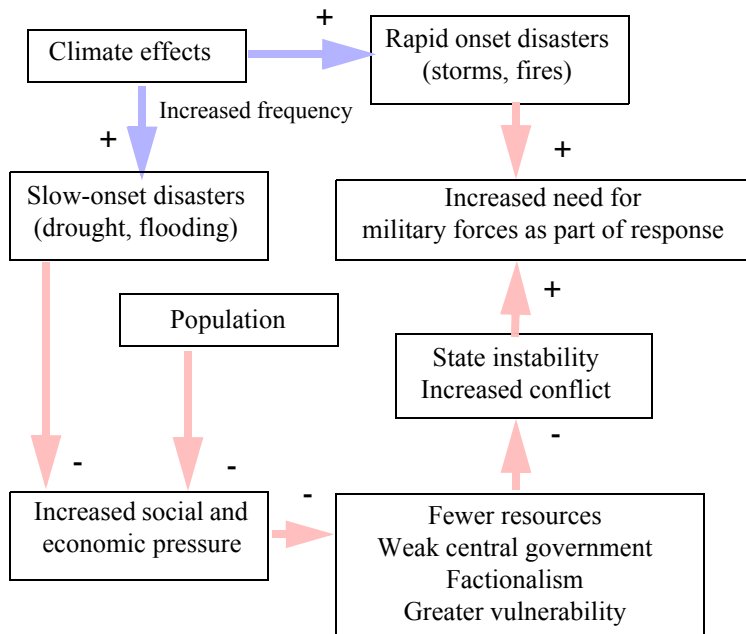 +
Climate effects
Rapid onset disasters
(storms, fires)
Increased frequency
+
+
Slow-onset disasters
(drought, flooding)
Increased need for
military forces as part of response
+
Population
State instability
Increased conflict
-
-
-
-
Increased social and
economic pressure
Fewer resources
Weak central government
Factionalism
Greater vulnerability